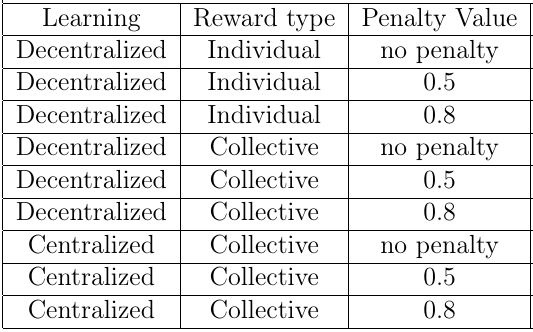 Learning Reward type Penalty Value
Decentralized Individual no penalty
Decentralized Individual 0.5
Decentralized Individual 0.8
Decentralized Collective no penalty
Decentralized Collective 0.5
Decentralized Collective 0.8
Centralized Collective no penalty
Centralized Collective 0.5
Centralized Collective 0.8